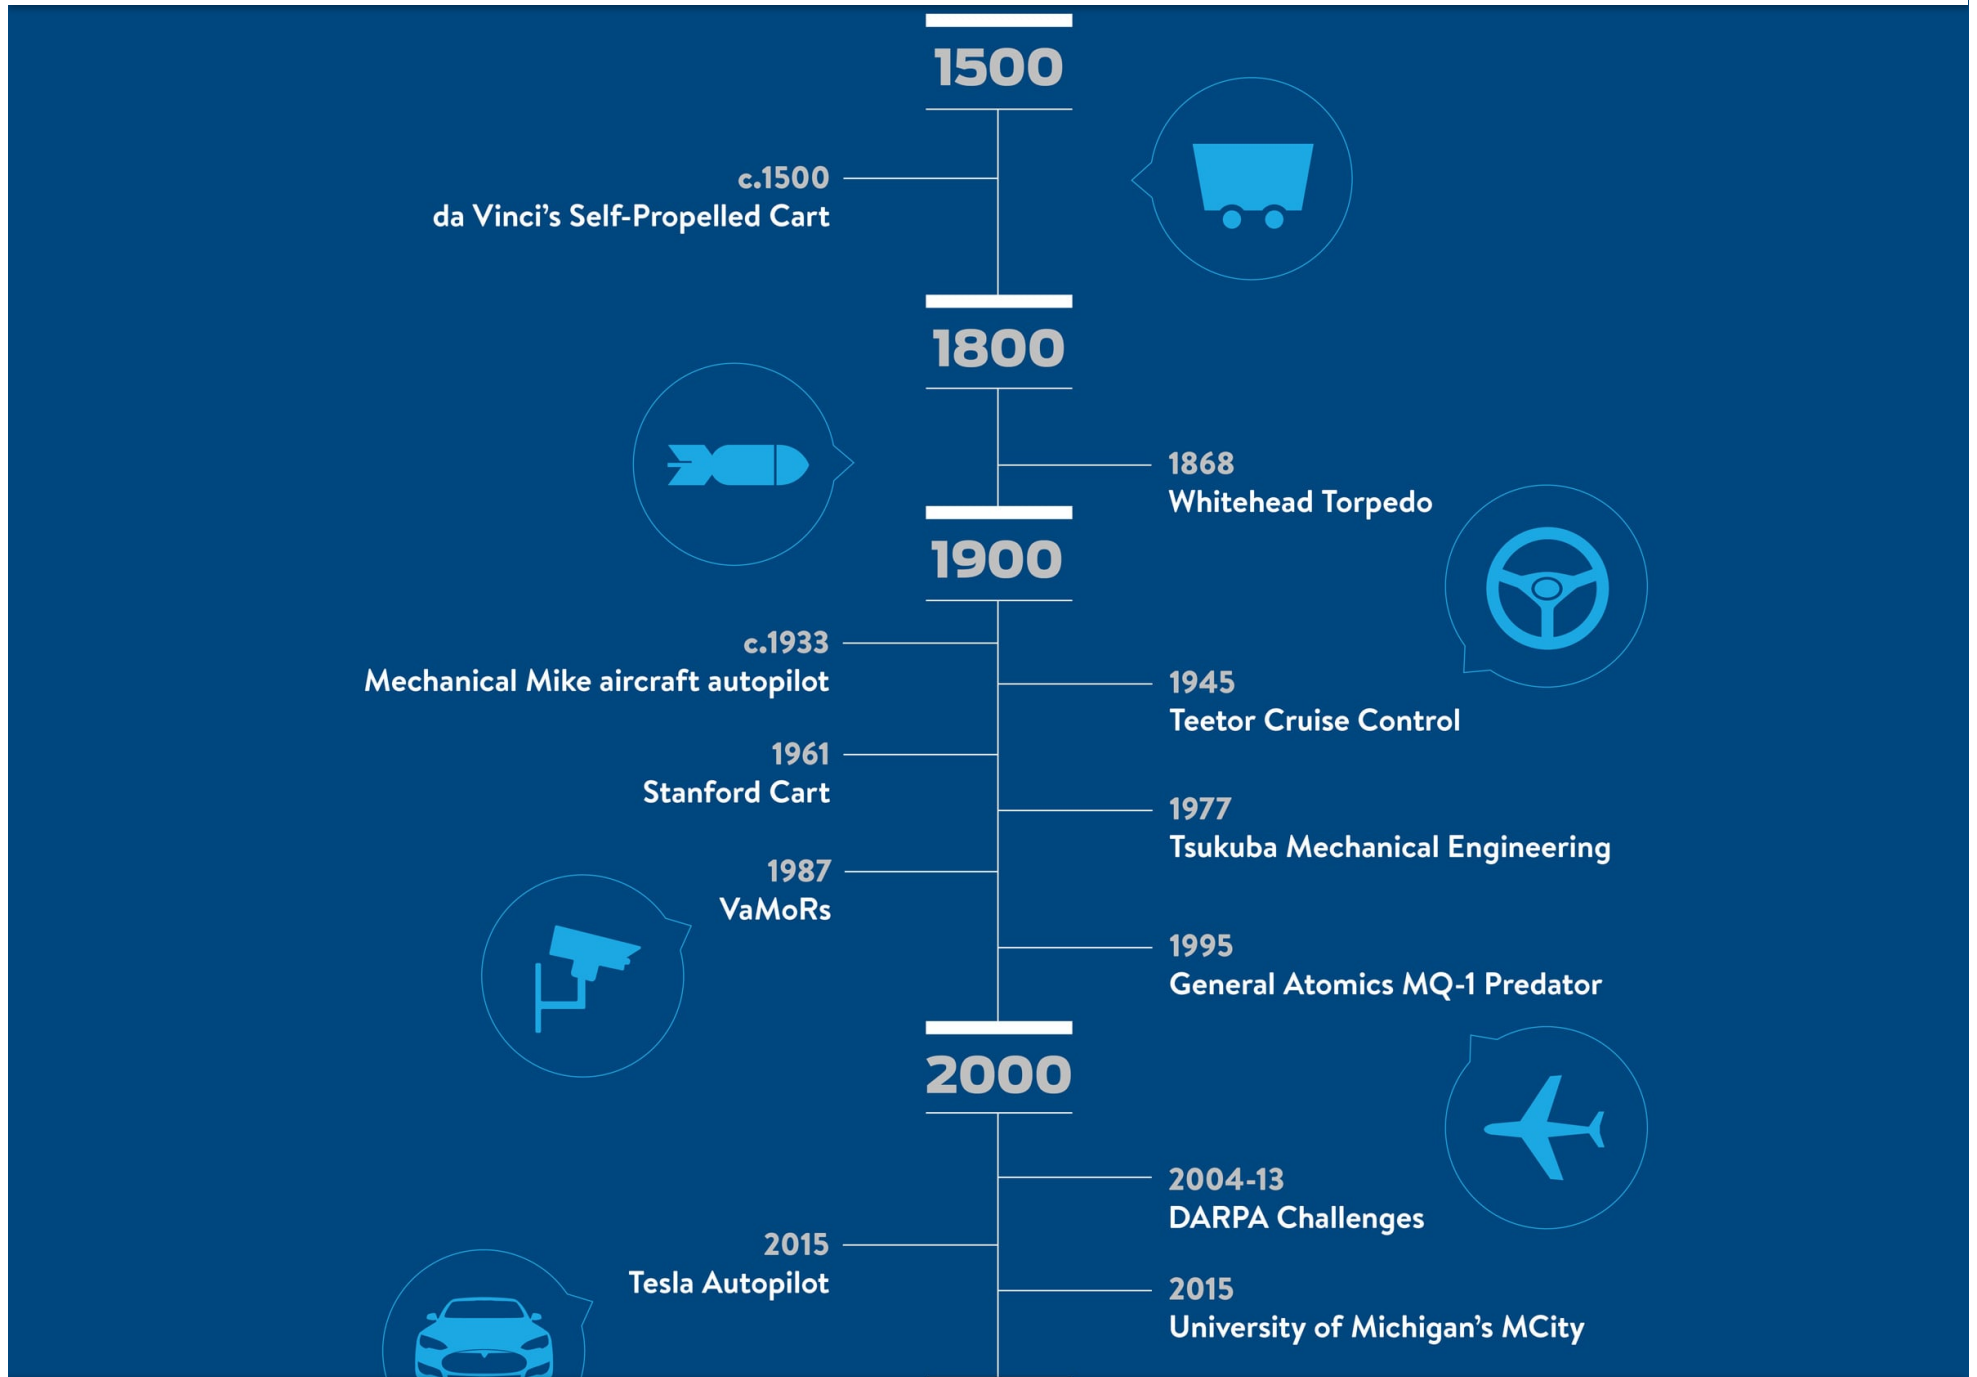 1500
c.1500
da Vinci's Self-Propelled Cart
1800
1868
Whitehead Torpedo
1900
c.1933
Mechanical Mike aircraft autopilot
1945
Teetor Cruise Control
1961
Stanford Cart
1977
Tsukuba Mechanical Engineering
1987
VaMoRs
1995
General Atomics MQ-1 Predator
2000
2004-13
DARPA Challenges
2015
Tesla Autopilot
2015
University of Michigan's MCity